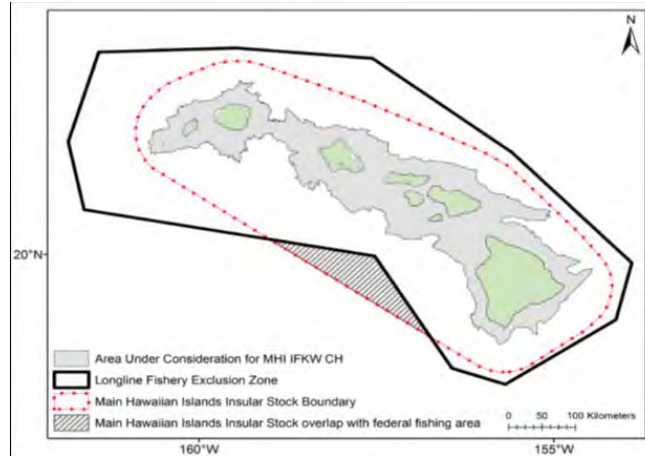 N
20°N
Area Under Consideration for MHI IFKW CH
Longline Fishery Exclusion Zone
Main Hawaiian Islands Insular Stock Boundary
Main Hawaiian Islands Insular Stock overlap with federal fishing area
0 50 100 Kilometers
160°W
155°W